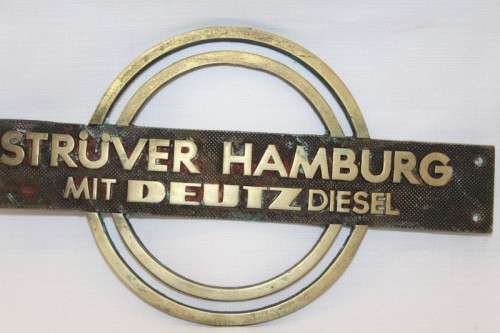 STRÜVER HAMBURG
MIT DEUTZ DIESEL